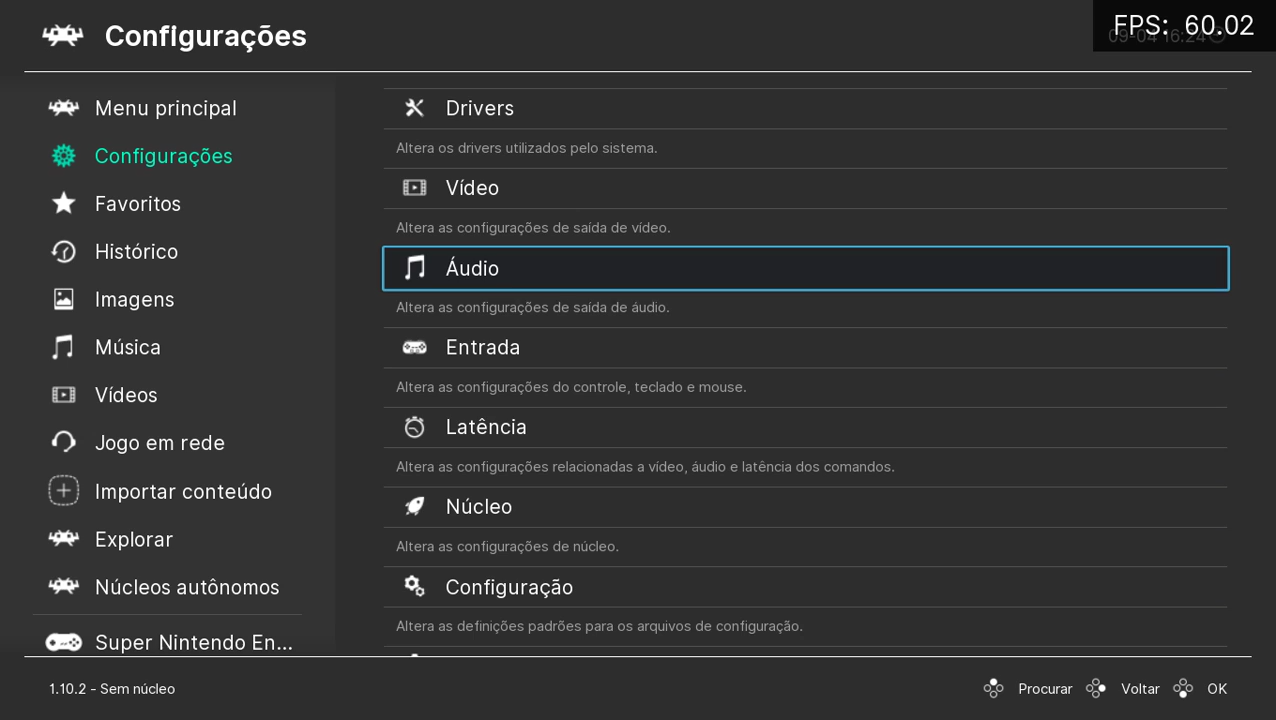 Configurações
FPS: 60.02
09-04 16:24
Menu principal
Configurações
Favoritos
Histórico
Imagens
Música
Vídeos
Jogo em rede
Importar conteúdo
Explorar
Núcleos autônomos
Super Nintendo En...
Drivers
Altera os drivers utilizados pelo sistema.
Vídeo
Altera as configurações de saída de vídeo.
Áudio
Altera as configurações de saída de áudio.
Entrada
Altera as configurações do controle, teclado e mouse.
Latência
Altera as configurações relacionadas a vídeo, áudio e latência dos comandos.
Núcleo
Altera as configurações de núcleo.
Configuração
Altera as definições padrões para os arquivos de configuração.
1.10.2 - Sem núcleo
Procurar Voltar OK